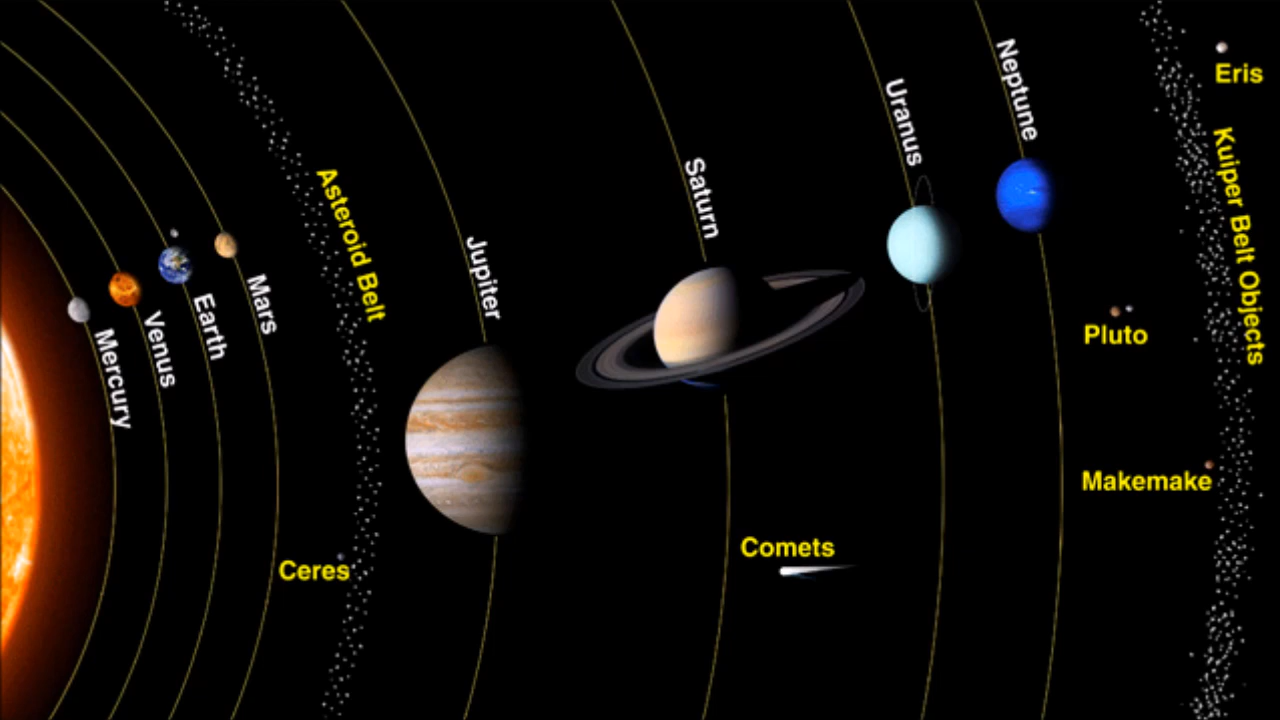 Mercury
Venus
Earth
Mars
Asteroid Belt
Ceres
Jupiter
Saturn
Comets
Uranus
Neptune
Pluto
Makemake
Eris
Kuiper Belt Objects